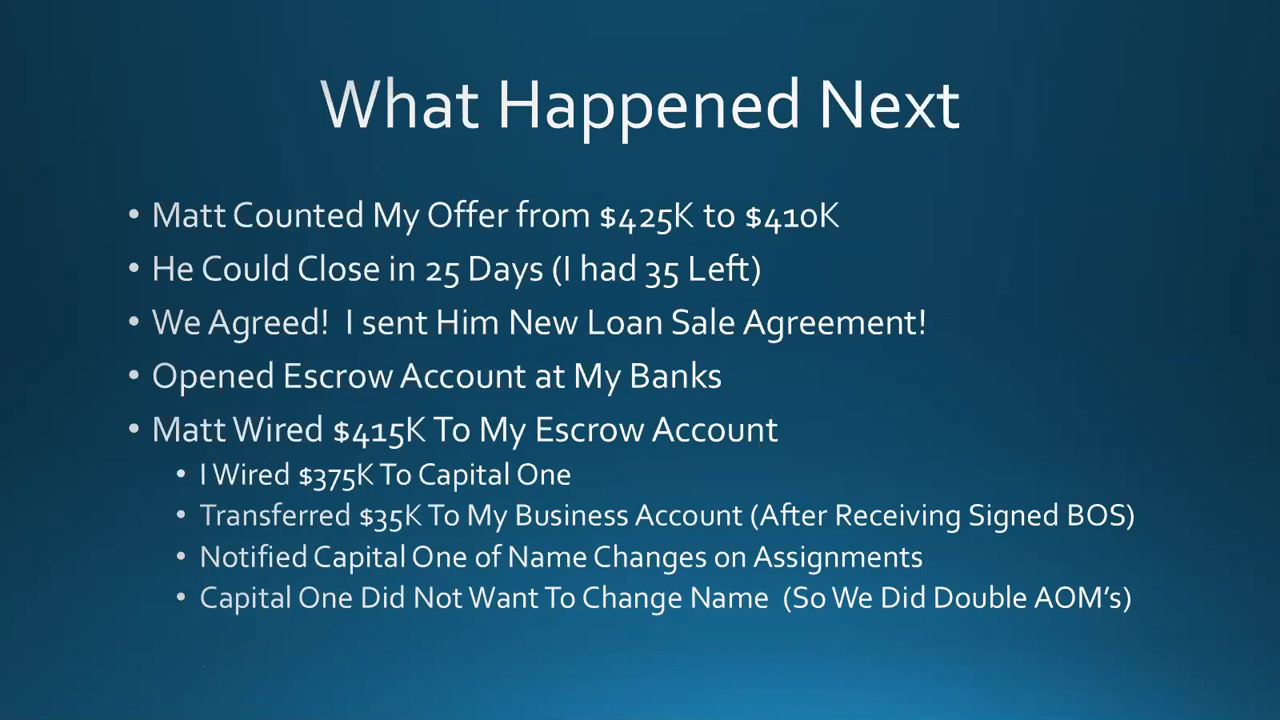 What Happened Next
• Matt Counted My Offer from $425K to $410K
• He Could Close in 25 Days (I had 35 Left)
• We Agreed! I sent Him New Loan Sale Agreement!
• Opened Escrow Account at My Banks
• Matt Wired $415K To My Escrow Account
• I Wired $375K To Capital One
• Transferred $35K To My Business Account (After Receiving Signed BOS)
• Notified Capital One of Name Changes on Assignments
• Capital One Did Not Want To Change Name (So We Did Double AOM's)